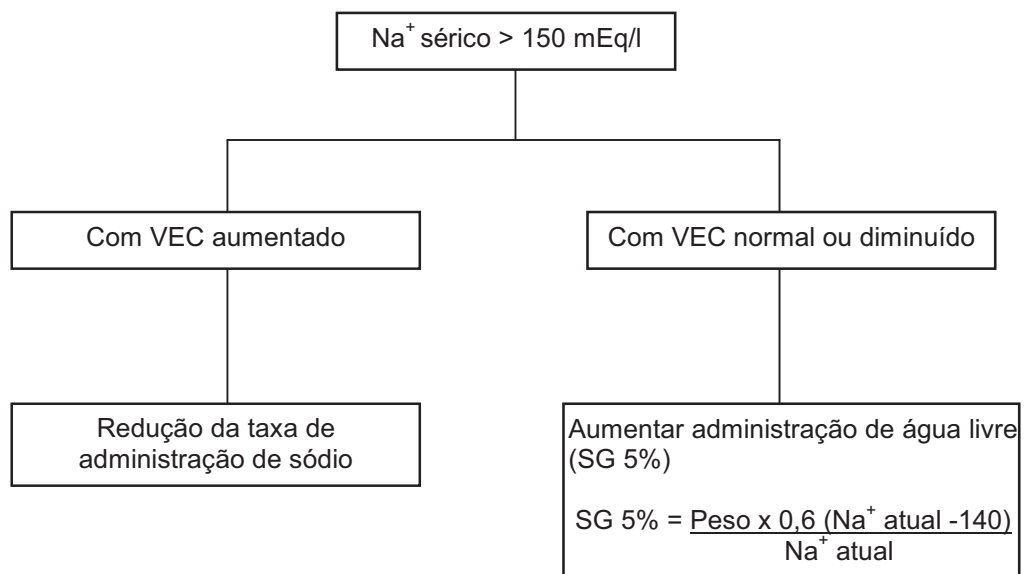 Na⁺ sérico > 150 mEq/l
Com VEC aumentado
Com VEC normal ou diminuído
Redução da taxa de
administração de sódio
Aumentar administração de água livre
(SG 5%)
SG 5% = Peso x 0,6 (Na⁺ atual -140)
Na⁺ atual